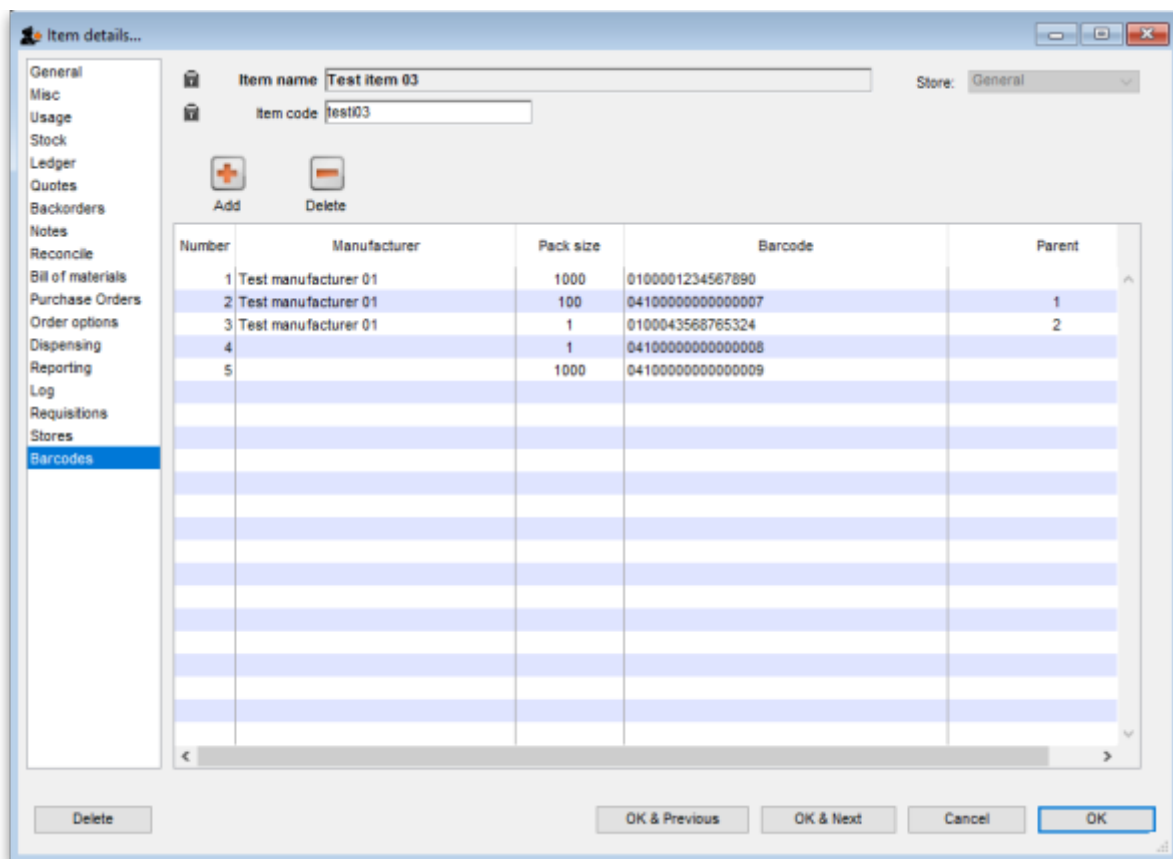 Item details...
General
Misc
Usage
Stock
Ledger
Quotes
Backorders
Notes
Reconcile
Bill of materials
Purchase Orders
Order options
Dispensing
Reporting
Log
Requisitions
Stores
Barcodes
Item name Test item 03 Store: General
Item code testi03
Add Delete
Number Manufacturer Pack size Barcode Parent
1 Test manufacturer 01 1000 0100001234567890
2 Test manufacturer 01 100 04100000000000007 1
3 Test manufacturer 01 1 0100043568765324 2
4 1 04100000000000008
5 1000 04100000000000009
Delete OK & Previous OK & Next Cancel OK